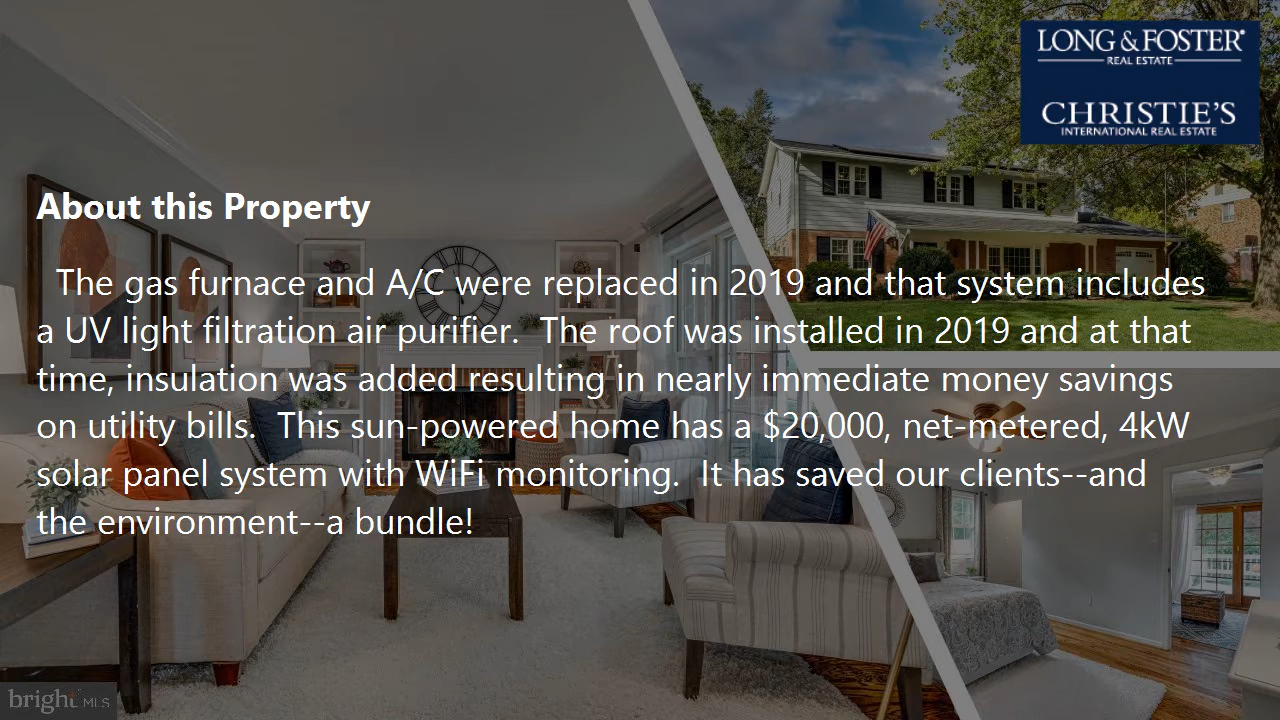 LONG & FOSTER®
REAL ESTATE
CHRISTIE'S
INTERNATIONAL REAL ESTATE
About this Property
The gas furnace and A/C were replaced in 2019 and that system includes
a UV light filtration air purifier.  The roof was installed in 2019 and at that
time, insulation was added resulting in nearly immediate money savings
on utility bills.  This sun-powered home has a $20,000, net-metered, 4kW
solar panel system with WiFi monitoring.  It has saved our clients--and
the environment--a bundle!
bright MLS